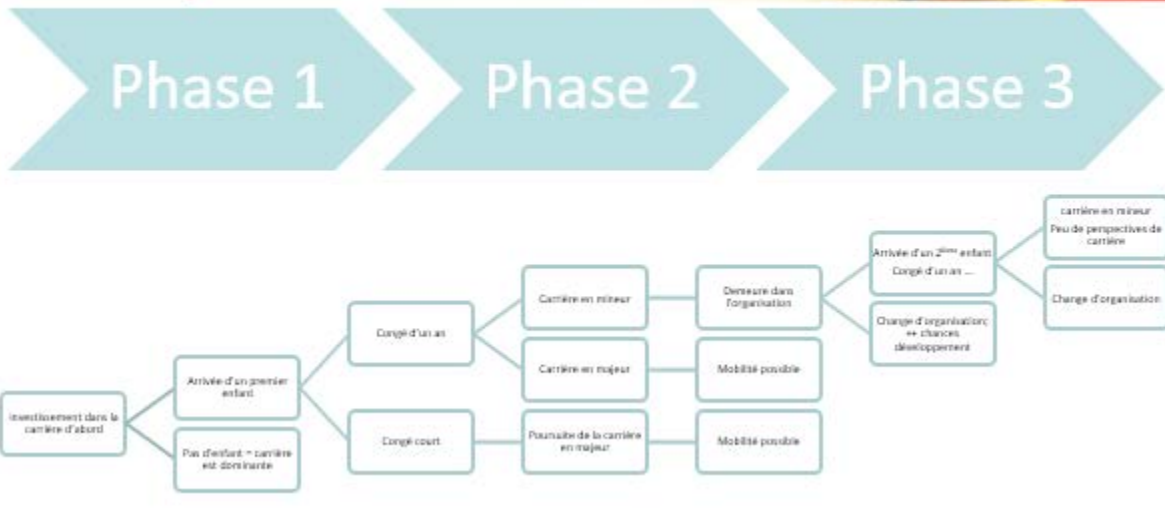 Phase 1
Phase 2
Phase 3
Investissement dans la
carrière d'abord
Arrivée d'un premier
enfant
Pas d'enfant = carrière
est dominante
Congé d'un an
Congé court
Carrière en mineur
Carrière en majeur
Poursuite de la carrière
en majeur
Demeure dans
l'organisation
Mobilité possible
Mobilité possible
Arrivée d'un 2ième enfant
Congé d'un an ...
Change d'organisation;
++ chances
développement
carrière en mineur
Peu de perspectives de
carrière
Change d'organisation